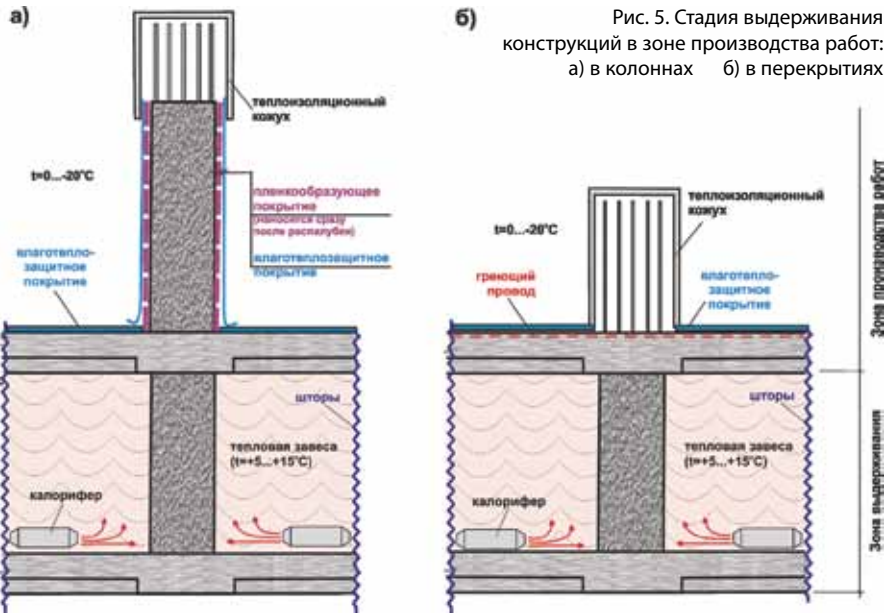 а)
б)
Рис. 5. Стадия выдерживания
конструкций в зоне производства работ:
а) в колоннах б) в перекрытиях
теплоизоляционный
кожух
t=0...-20°С
пленкообразующее
покрытие
(наносится сразу
после распалубки)
влаготеплозащитное
покрытие
влаготепло-
защитное
покрытие
шторы
тепловая завеса
(t=+5...+15°С)
калорифер
теплоизоляционный
кожух
t=0...-20°С
греющий
провод
влаготепло-
защитное
покрытие
шторы
тепловая завеса
(t=+5...+15°С)
калорифер
Зона производства работ
Зона выдерживания